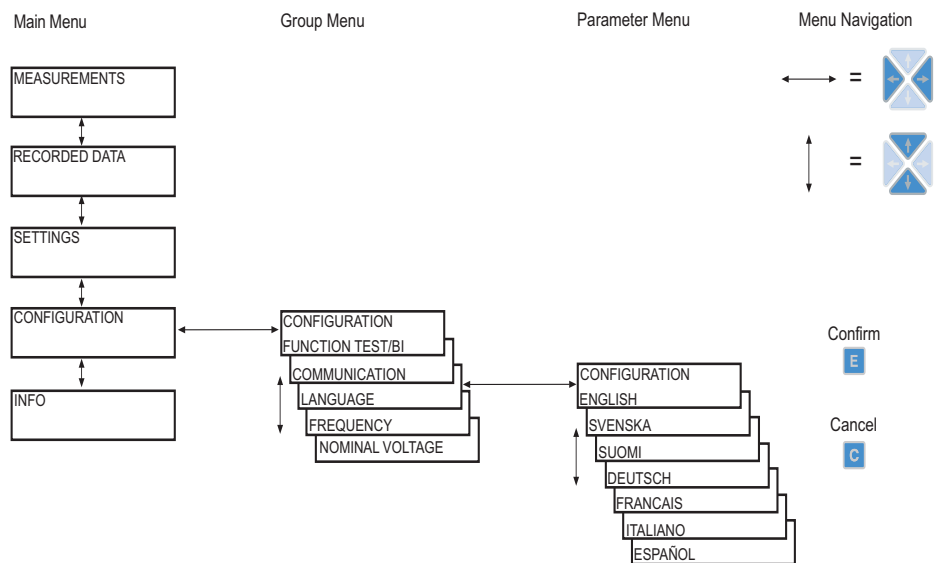 Main Menu
Group Menu
Parameter Menu
Menu Navigation
MEASUREMENTS
=
RECORDED DATA
=
SETTINGS
CONFIGURATION
CONFIGURATION
FUNCTION TEST/BI
COMMUNICATION
LANGUAGE
FREQUENCY
NOMINAL VOLTAGE
CONFIGURATION
ENGLISH
SVENSKA
SUOMI
DEUTSCH
FRANCAIS
ITALIANO
ESPAÑOL
Confirm
E
Cancel
C
INFO